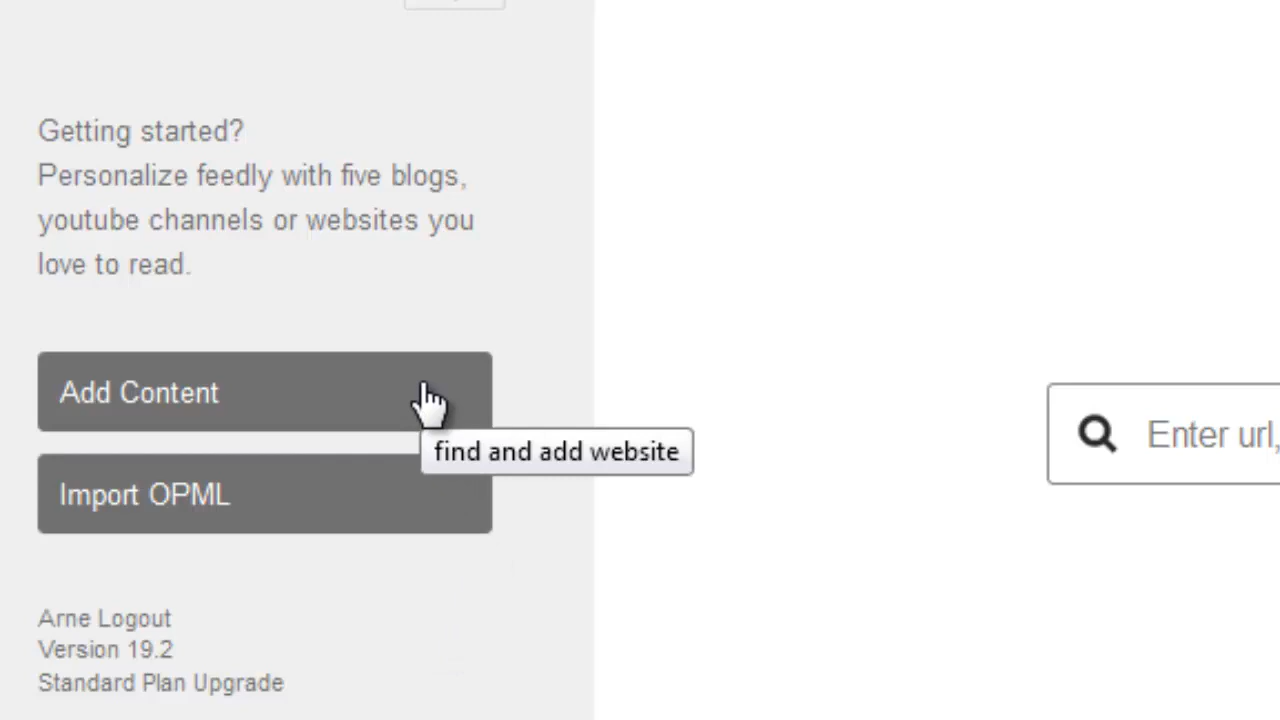 Getting started?
Personalize feedly with five blogs,
youtube channels or websites you
love to read.
Add Content
find and add website
Enter url,
Import OPML
Arne Logout
Version 19.2
Standard Plan Upgrade